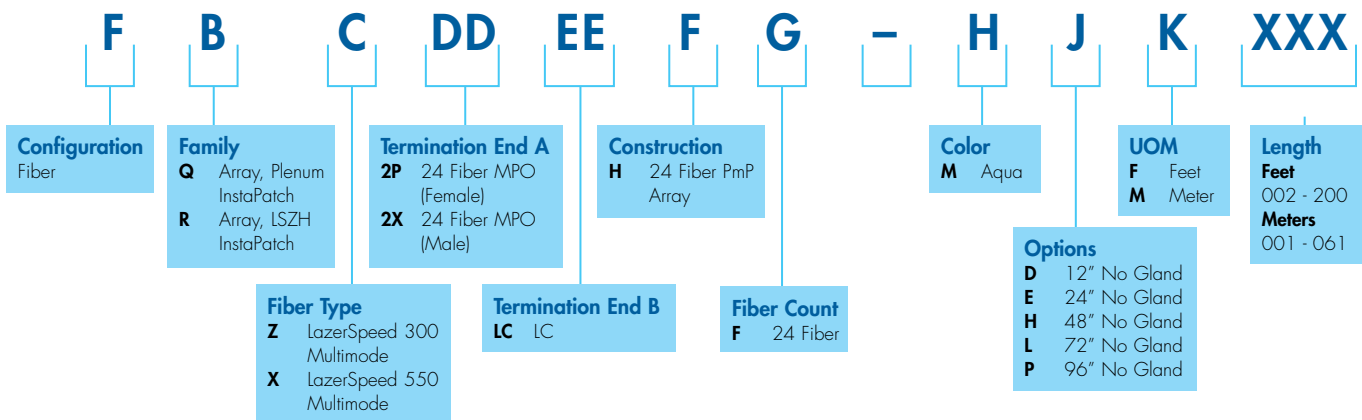 F B C DD EE F G – H J K XXX
Configuration
Fiber
Family
Q Array, Plenum
InstaPatch
R Array, LSZH
InstaPatch
Fiber Type
Z LazerSpeed 300
Multimode
X LazerSpeed 550
Multimode
Termination End A
2P 24 Fiber MPO
(Female)
2X 24 Fiber MPO
(Male)
Termination End B
LC LC
Construction
H 24 Fiber PmP
Array
Fiber Count
F 24 Fiber
Color
M Aqua
Options
D 12” No Gland
E 24” No Gland
H 48” No Gland
L 72” No Gland
P 96” No Gland
UOM
F Feet
M Meter
Length
Feet
002 - 200
Meters
001 - 061